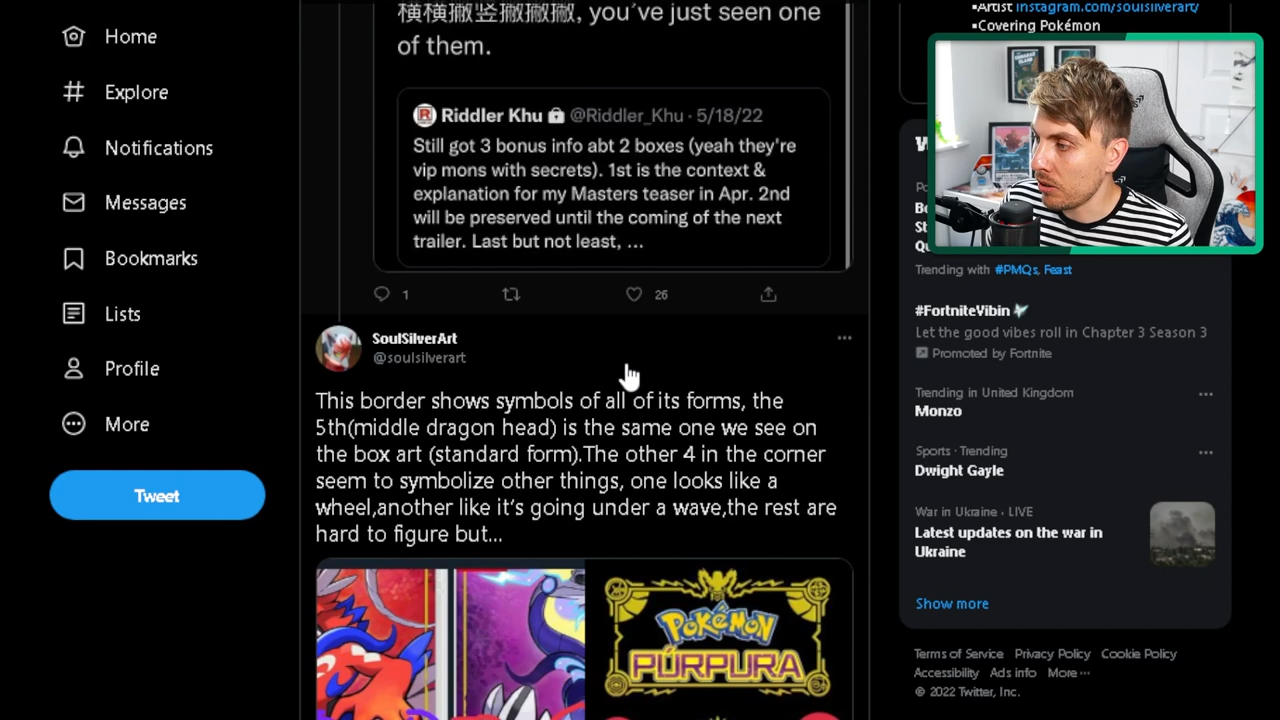 Home
Explore
Notifications
Messages
Bookmarks
Lists
Profile
More
Tweet
横横撇竖撇撇撇, you've just seen one
of them.
Riddler Khu @Riddler_Khu · 5/18/22
Still got 3 bonus info abt 2 boxes (yeah they're
vip mons with secrets). 1st is the context &
explanation for my Masters teaser in Apr. 2nd
will be preserved until the coming of the next
trailer. Last but not least, ...
1
26
SoulSilverArt
@soulsilverart
This border shows symbols of all of its forms, the
5th(middle dragon head) is the same one we see on
the box art (standard form).The other 4 in the corner
seem to symbolize other things, one looks like a
wheel,another like it's going under a wave,the rest are
hard to figure but...
POKéMON
PÚRPURA
▪Artist instagram.com/soulsilverart/
▪Covering Pokémon
Trending with #PMQs, Feast
#FortniteVibin
Let the good vibes roll in Chapter 3 Season 3
Promoted by Fortnite
Trending in United Kingdom
Monzo
Sports · Trending
Dwight Gayle
War in Ukraine · LIVE
Latest updates on the war in
Ukraine
Show more
Terms of Service Privacy Policy Cookie Policy
Accessibility Ads info More ···
© 2022 Twitter, Inc.